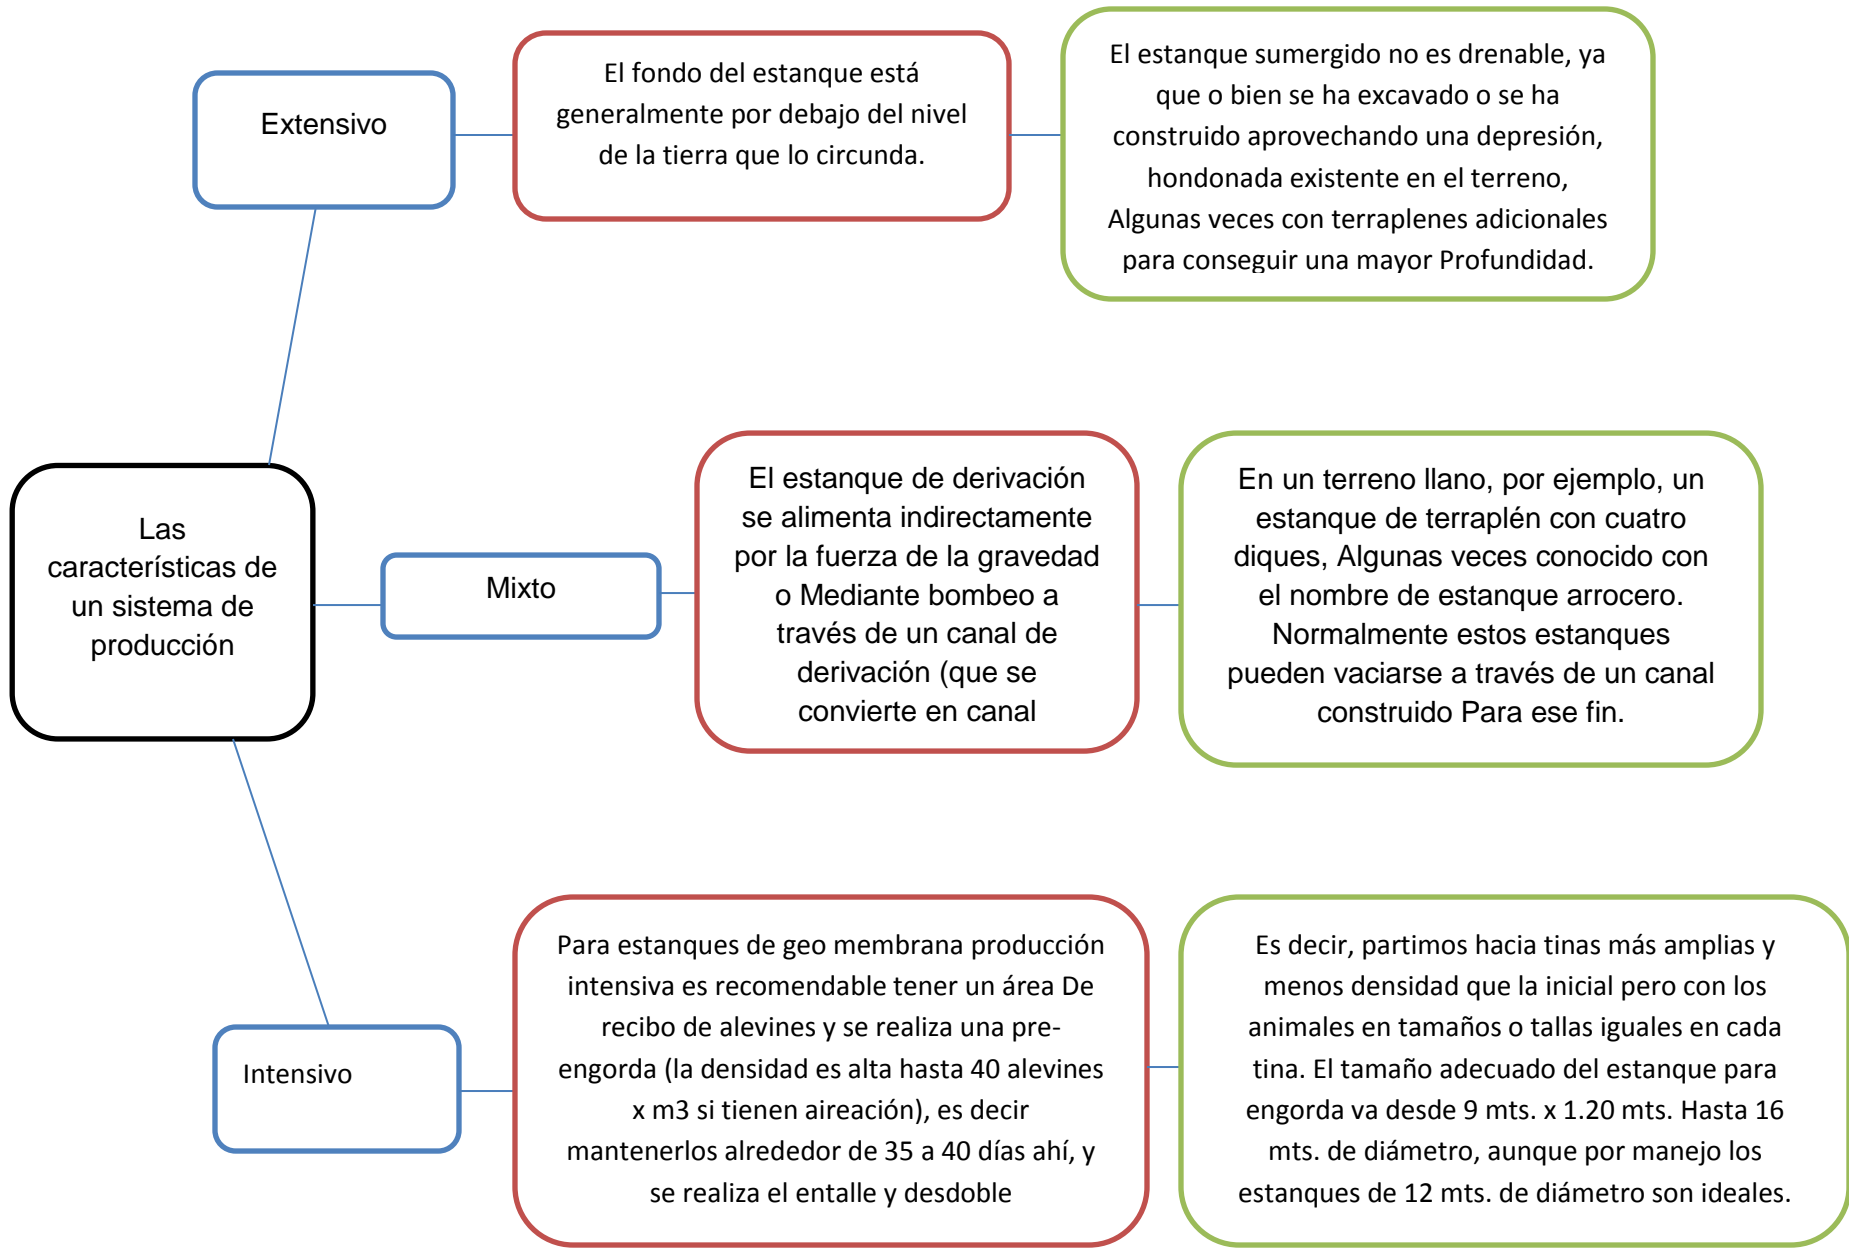 Extensivo
El fondo del estanque está
generalmente por debajo del nivel
de la tierra que lo circunda.
El estanque sumergido no es drenable, ya
que o bien se ha excavado o se ha
construido aprovechando una depresión,
hondonada existente en el terreno,
Algunas veces con terraplenes adicionales
para conseguir una mayor Profundidad.
Las
características de
un sistema de
producción
Mixto
El estanque de derivación
se alimenta indirectamente
por la fuerza de la gravedad
o Mediante bombeo a
través de un canal de
derivación (que se
convierte en canal
En un terreno llano, por ejemplo, un
estanque de terraplén con cuatro
diques, Algunas veces conocido con
el nombre de estanque arrocero.
Normalmente estos estanques
pueden vaciarse a través de un canal
construido Para ese fin.
Intensivo
Para estanques de geo membrana producción
intensiva es recomendable tener un área De
recibo de alevines y se realiza una pre-
engorda (la densidad es alta hasta 40 alevines
x m3 si tienen aireación), es decir
mantenerlos alrededor de 35 a 40 días ahí, y
se realiza el entalle y desdoble
Es decir, partimos hacia tinas más amplias y
menos densidad que la inicial pero con los
animales en tamaños o tallas iguales en cada
tina. El tamaño adecuado del estanque para
engorda va desde 9 mts. x 1.20 mts. Hasta 16
mts. de diámetro, aunque por manejo los
estanques de 12 mts. de diámetro son ideales.